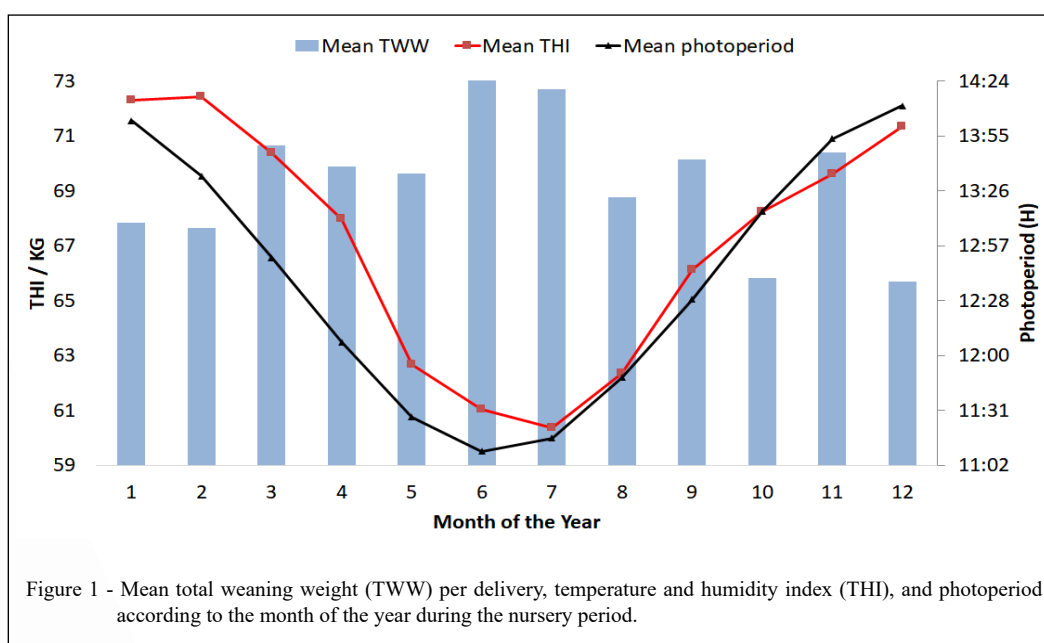 Mean TWW Mean THI Mean photoperiod
73 14:24
71 13:55
69 13:26
67 12:57
65 12:28
63 12:00
61 11:31
59 11:02
THI / KG
Photoperiod (H)
1 2 3 4 5 6 7 8 9 10 11 12
Month of the Year
Figure 1 - Mean total weaning weight (TWW) per delivery, temperature and humidity index (THI), and photoperiod
according to the month of the year during the nursery period.